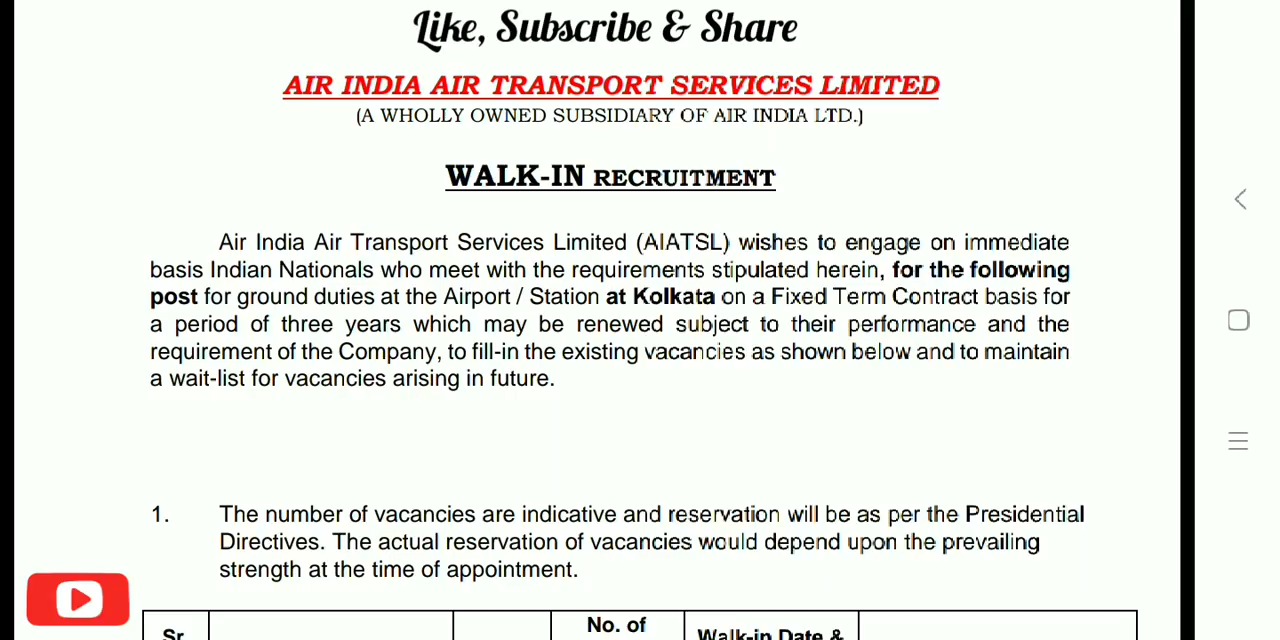 Like, Subscribe & Share
AIR INDIA AIR TRANSPORT SERVICES LIMITED
(A WHOLLY OWNED SUBSIDIARY OF AIR INDIA LTD.)
WALK-IN RECRUITMENT
Air India Air Transport Services Limited (AIATSL) wishes to engage on immediate
basis Indian Nationals who meet with the requirements stipulated herein, for the following
post for ground duties at the Airport / Station at Kolkata on a Fixed Term Contract basis for
a period of three years which may be renewed subject to their performance and the
requirement of the Company, to fill-in the existing vacancies as shown below and to maintain
a wait-list for vacancies arising in future.
1. The number of vacancies are indicative and reservation will be as per the Presidential
Directives. The actual reservation of vacancies would depend upon the prevailing
strength at the time of appointment.
No. of
Sr Walk-in Date &